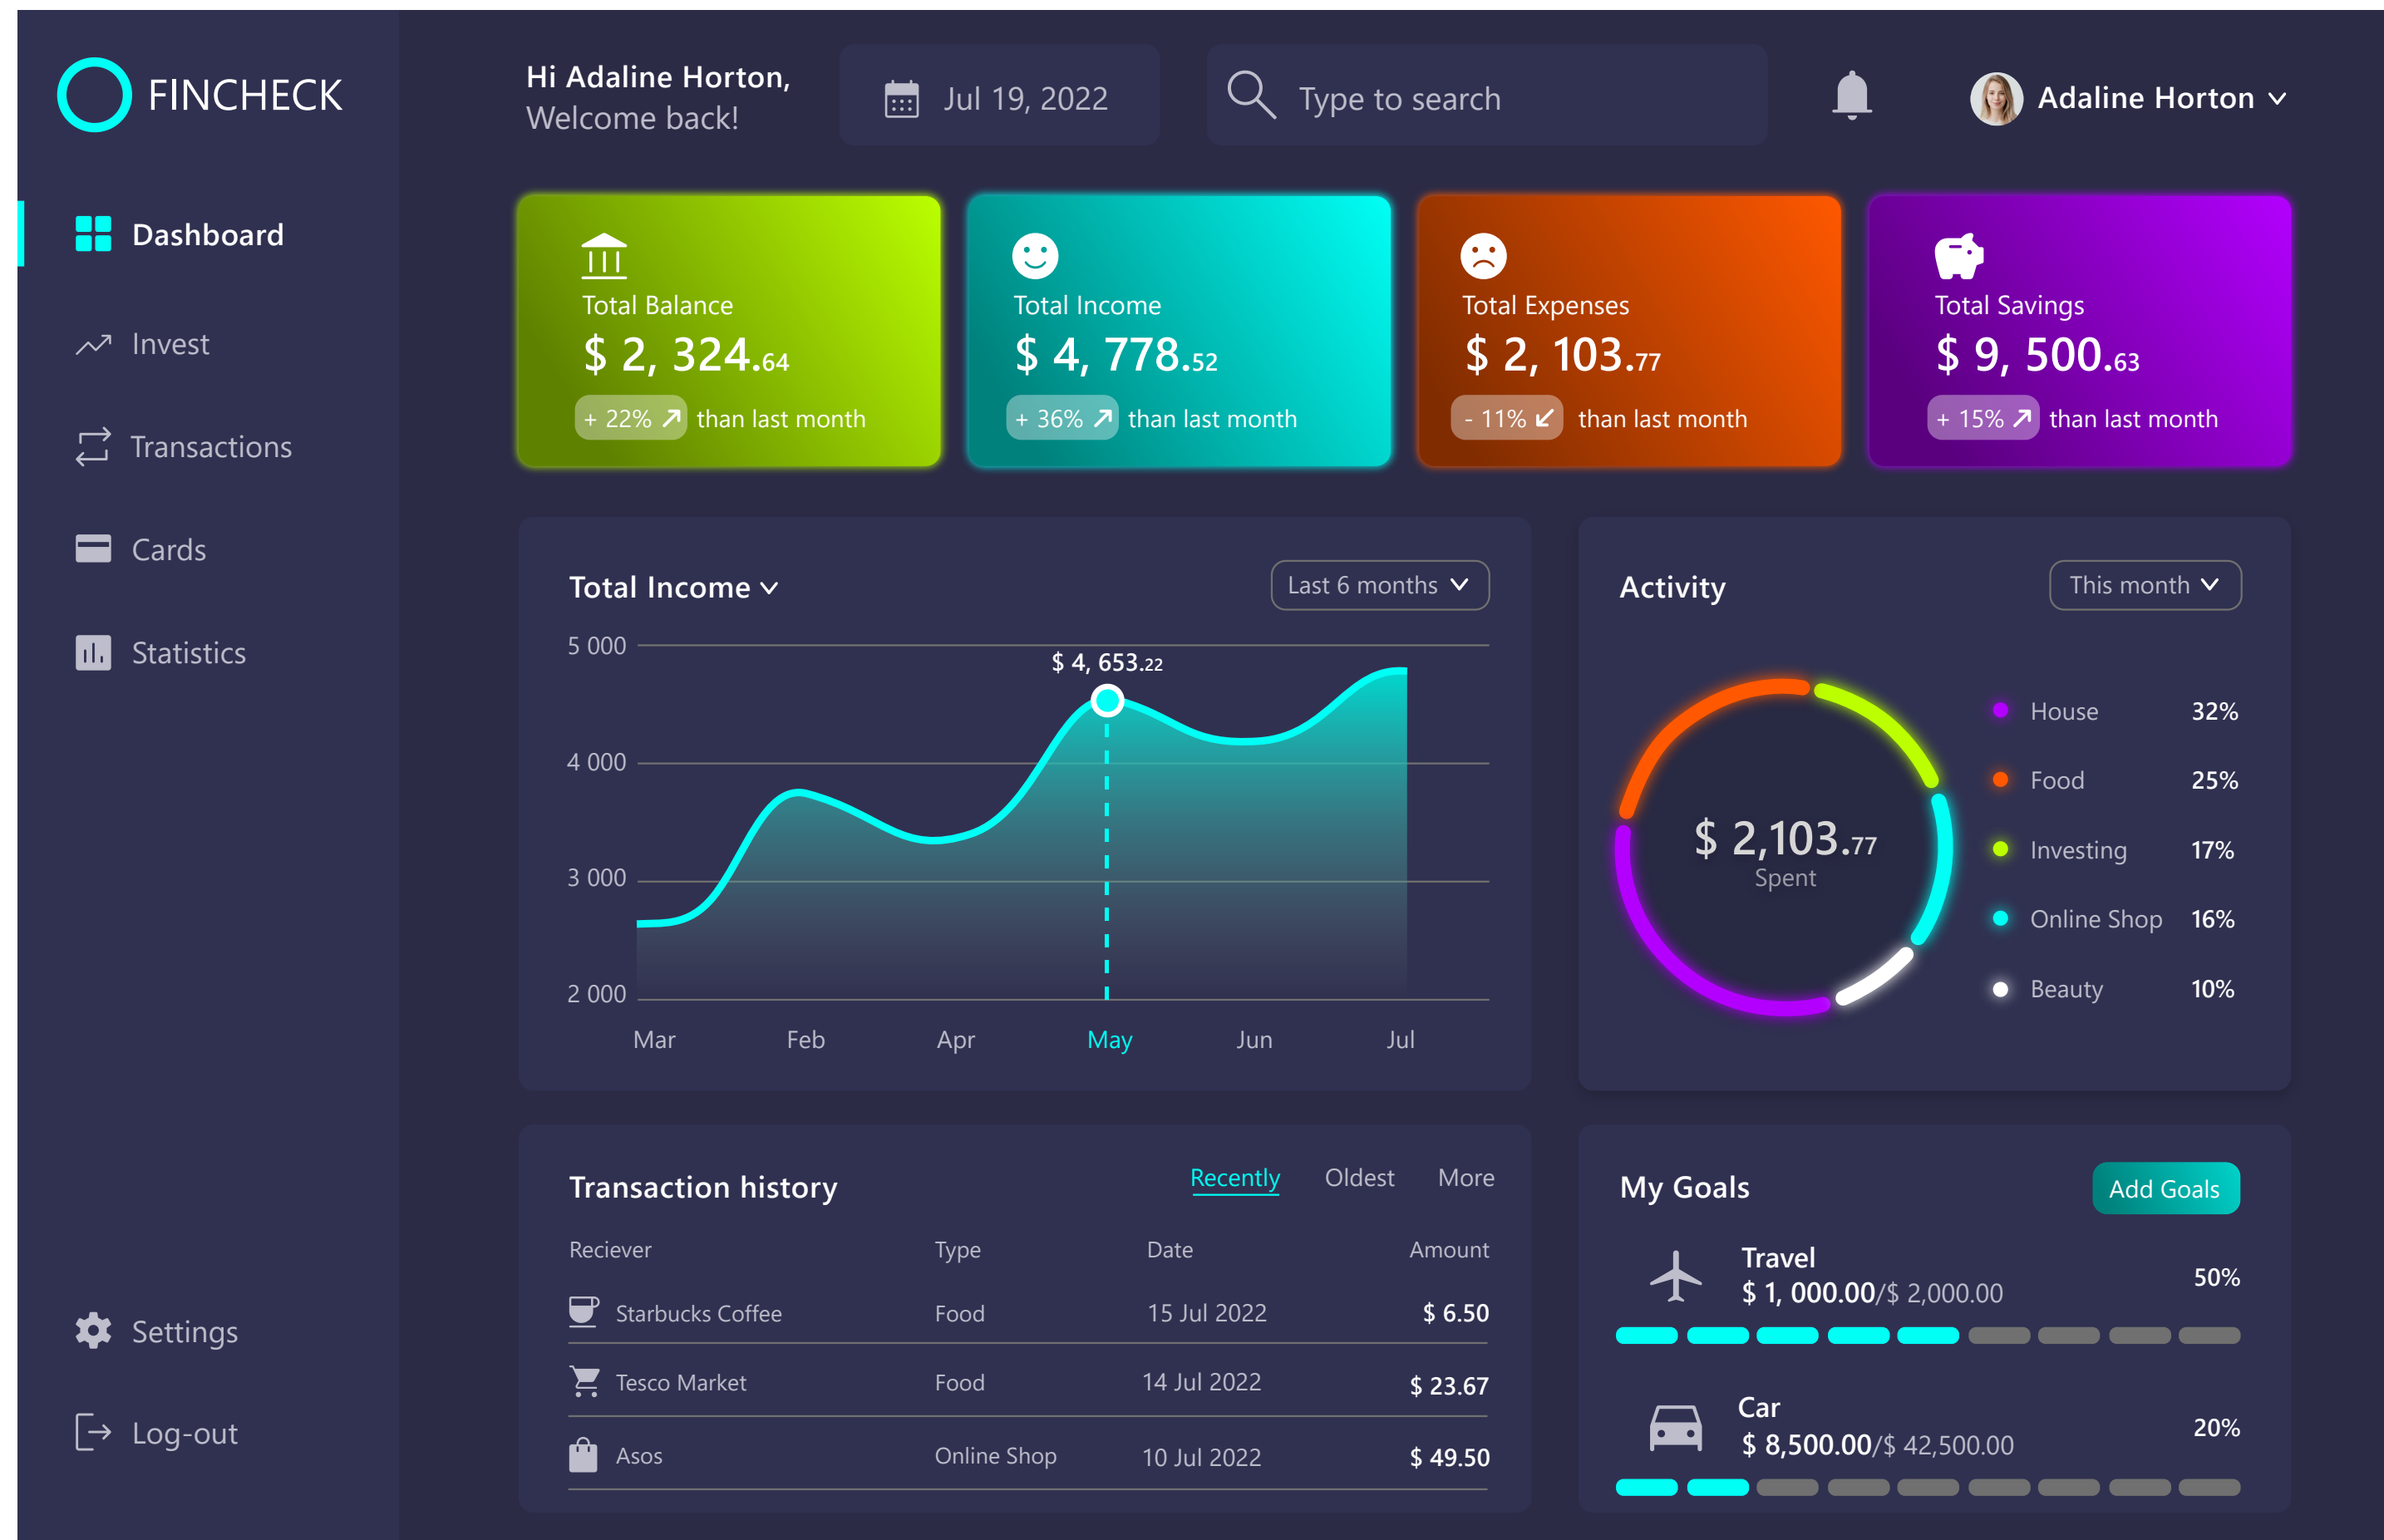 FINCHECK
Hi Adaline Horton,
Welcome back!
Jul 19, 2022
Type to search
Adaline Horton
Dashboard
Invest
Transactions
Cards
Statistics
Settings
Log-out
Total Balance
$ 2, 324.64
+ 22% than last month
Total Income
$ 4, 778.52
+ 36% than last month
Total Expenses
$ 2, 103.77
- 11% than last month
Total Savings
$ 9, 500.63
+ 15% than last month
Total Income
Last 6 months
5 000
$ 4, 653.22
4 000
3 000
2 000
Mar Feb Apr May Jun Jul
Activity
This month
$ 2,103.77
Spent
House 32%
Food 25%
Investing 17%
Online Shop 16%
Beauty 10%
Transaction history
Recently Oldest More
Reciever Type Date Amount
Starbucks Coffee Food 15 Jul 2022 $ 6.50
Tesco Market Food 14 Jul 2022 $ 23.67
Asos Online Shop 10 Jul 2022 $ 49.50
My Goals
Add Goals
Travel
$ 1, 000.00/$ 2,000.00
50%
Car
$ 8,500.00/$ 42,500.00
20%